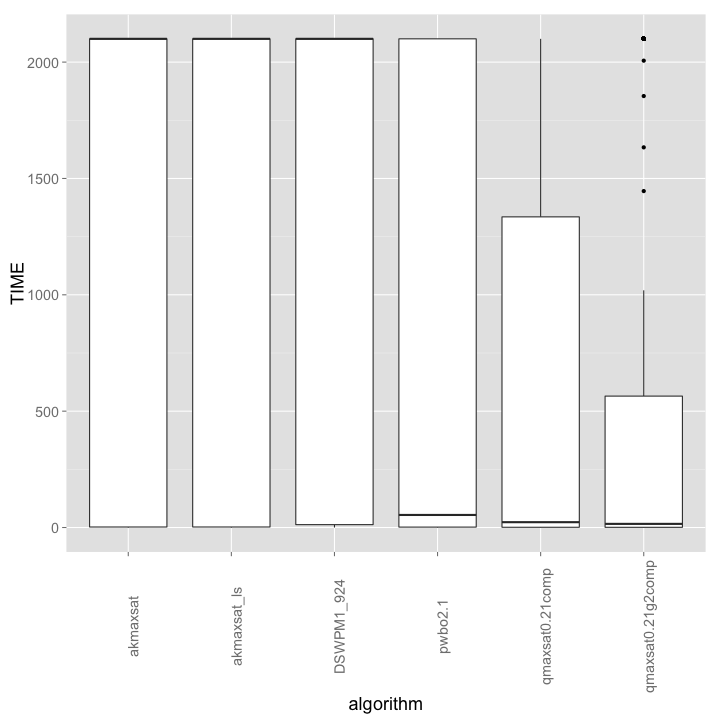 TIME
2000
1500
1000
500
0
akmaxsat
akmaxsat_ls
DSWPM1_924
pwbo2.1
qmaxsat0.21comp
qmaxsat0.21g2comp
algorithm